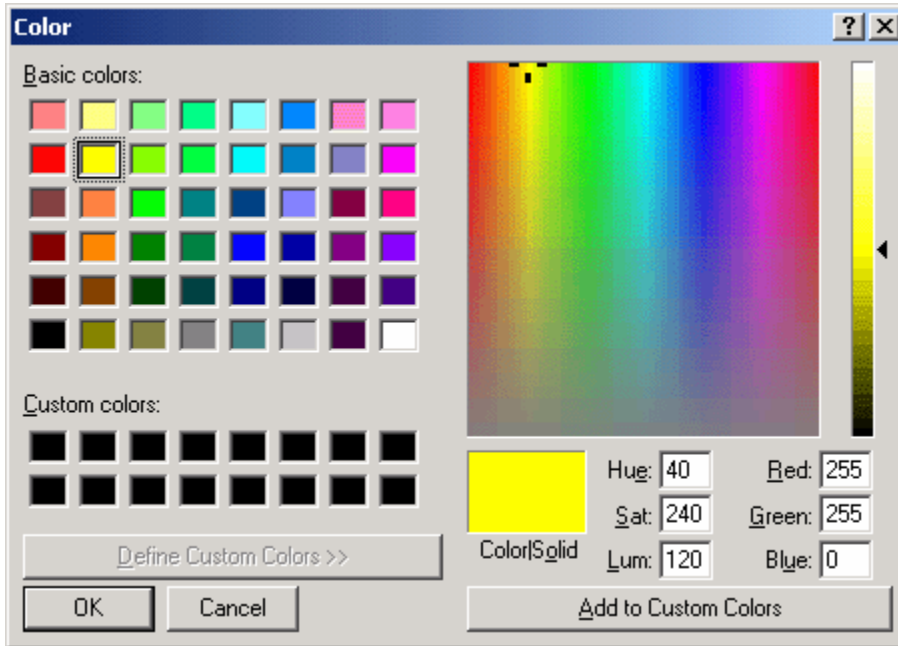 Color
Basic colors:
Custom colors:
Define Custom Colors >>
OK Cancel
Color|Solid
Hue: 40 Red: 255
Sat: 240 Green: 255
Lum: 120 Blue: 0
Add to Custom Colors